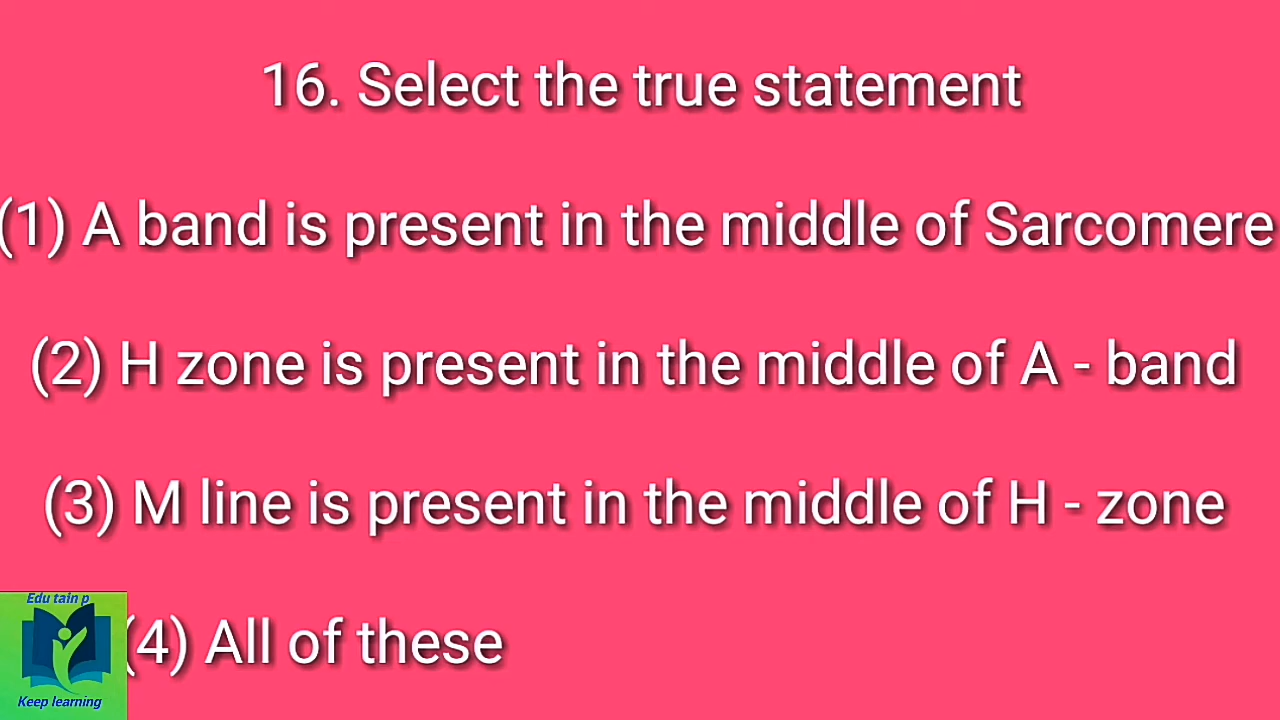 16. Select the true statement
(1) A band is present in the middle of Sarcomere
(2) H zone is present in the middle of A - band
(3) M line is present in the middle of H - zone
(4) All of these
Edu tain p
Keep learning